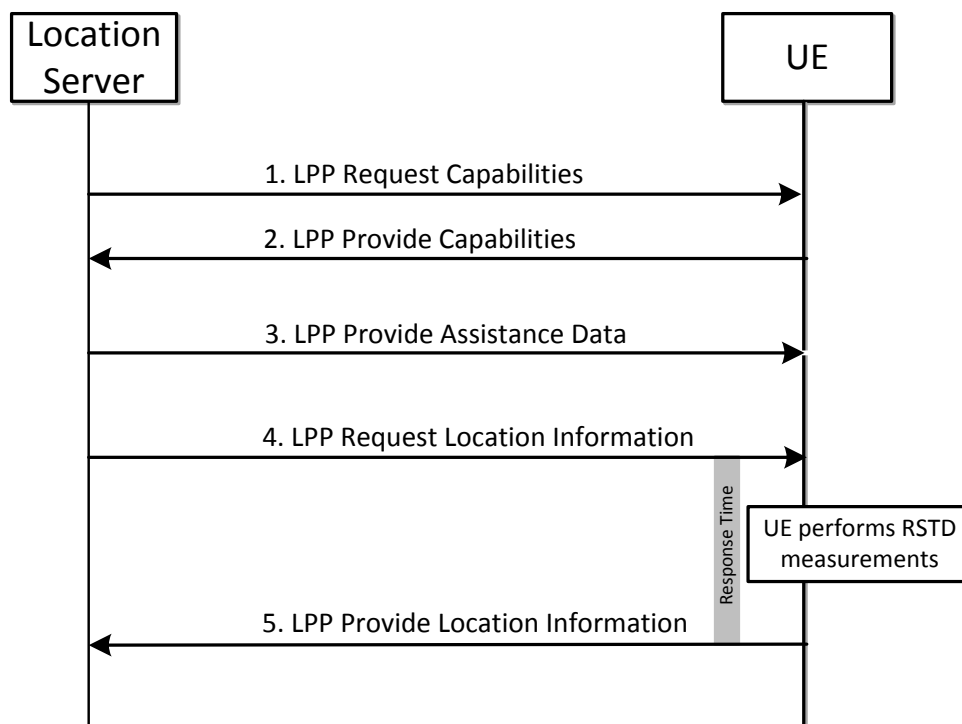 Location
Server
UE
1. LPP Request Capabilities
2. LPP Provide Capabilities
3. LPP Provide Assistance Data
4. LPP Request Location Information
Response Time
UE performs RSTD
measurements
5. LPP Provide Location Information